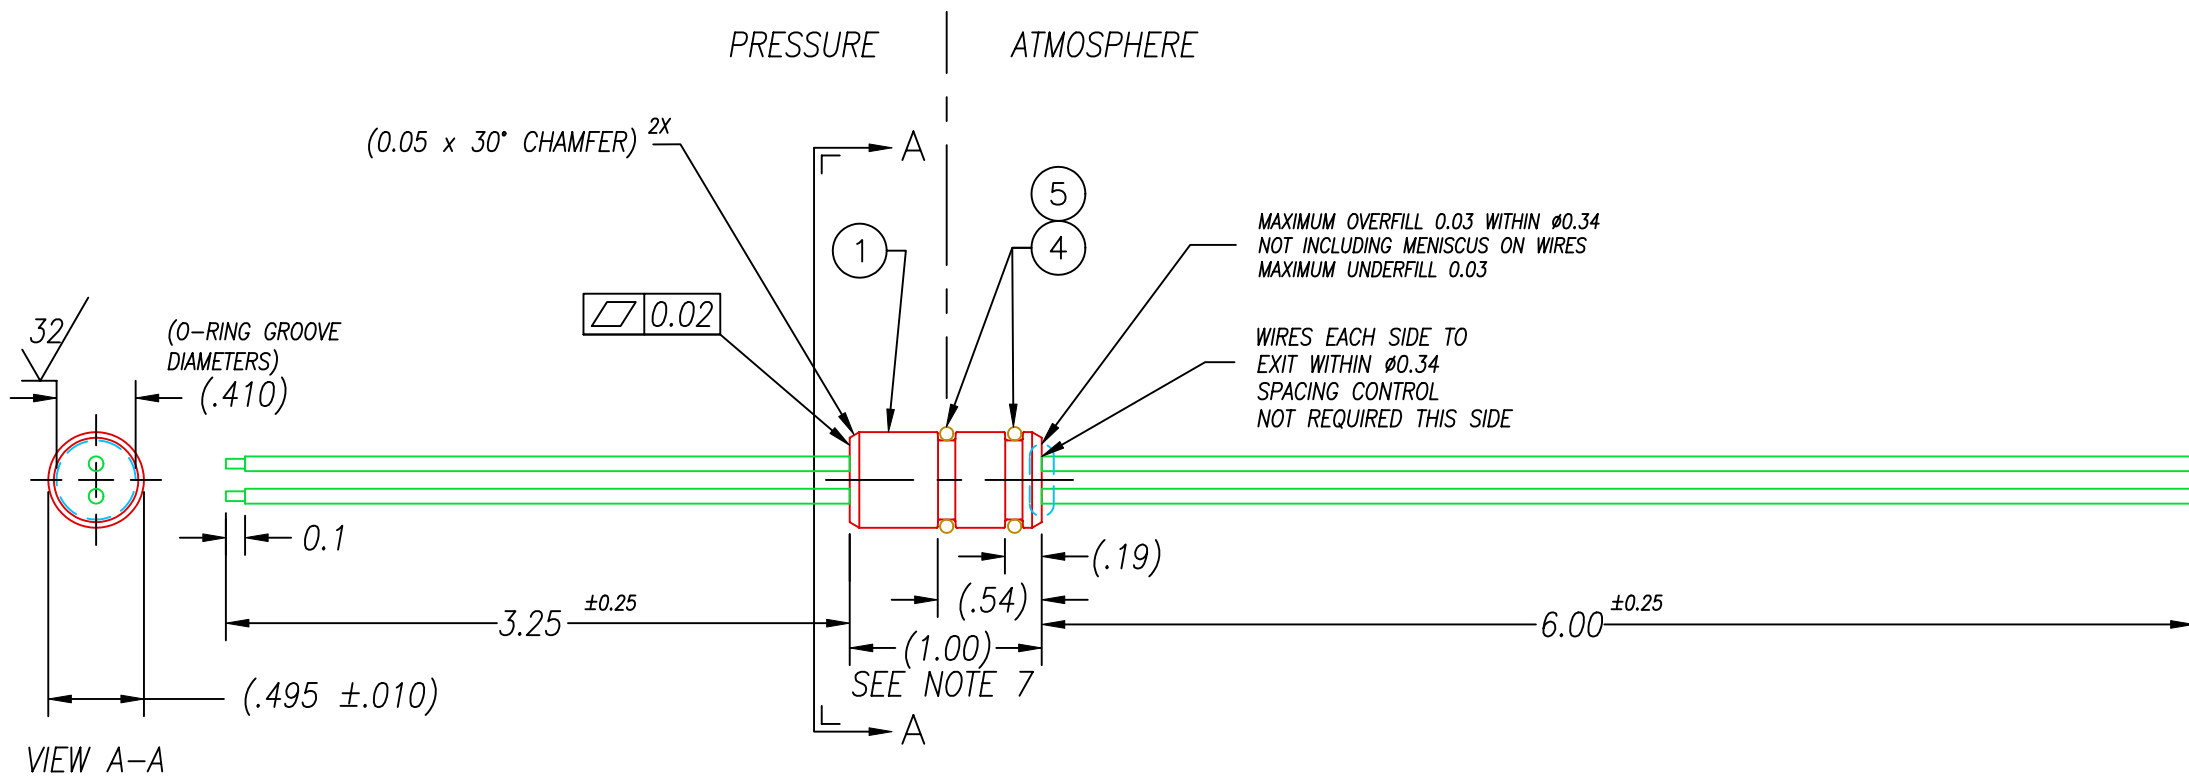 PRESSURE
ATMOSPHERE
(0.05 x 30° CHAMFER) 2X
A
5
4
1
MAXIMUM OVERFILL 0.03 WITHIN ø0.34
NOT INCLUDING MENISCUS ON WIRES
MAXIMUM UNDERFILL 0.03
0.02
32
(O-RING GROOVE
DIAMETERS)
(.410)
WIRES EACH SIDE TO
EXIT WITHIN ø0.34
SPACING CONTROL
NOT REQUIRED THIS SIDE
0.1
(.19)
(.54)
3.25 ±0.25
6.00 ±0.25
(1.00)
SEE NOTE 7
(.495 ±.010)
A
VIEW A-A